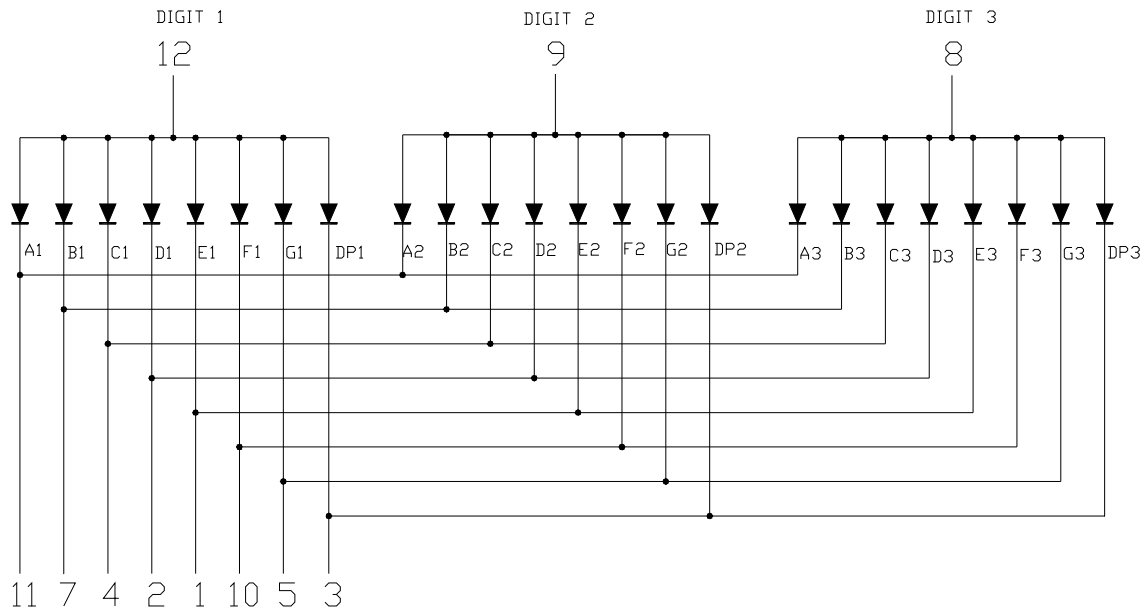 DIGIT 1 DIGIT 2 DIGIT 3
12 9 8
A1 B1 C1 D1 E1 F1 G1 DP1 A2 B2 C2 D2 E2 F2 G2 DP2 A3 B3 C3 D3 E3 F3 G3 DP3
11 7 4 2 1 10 5 3